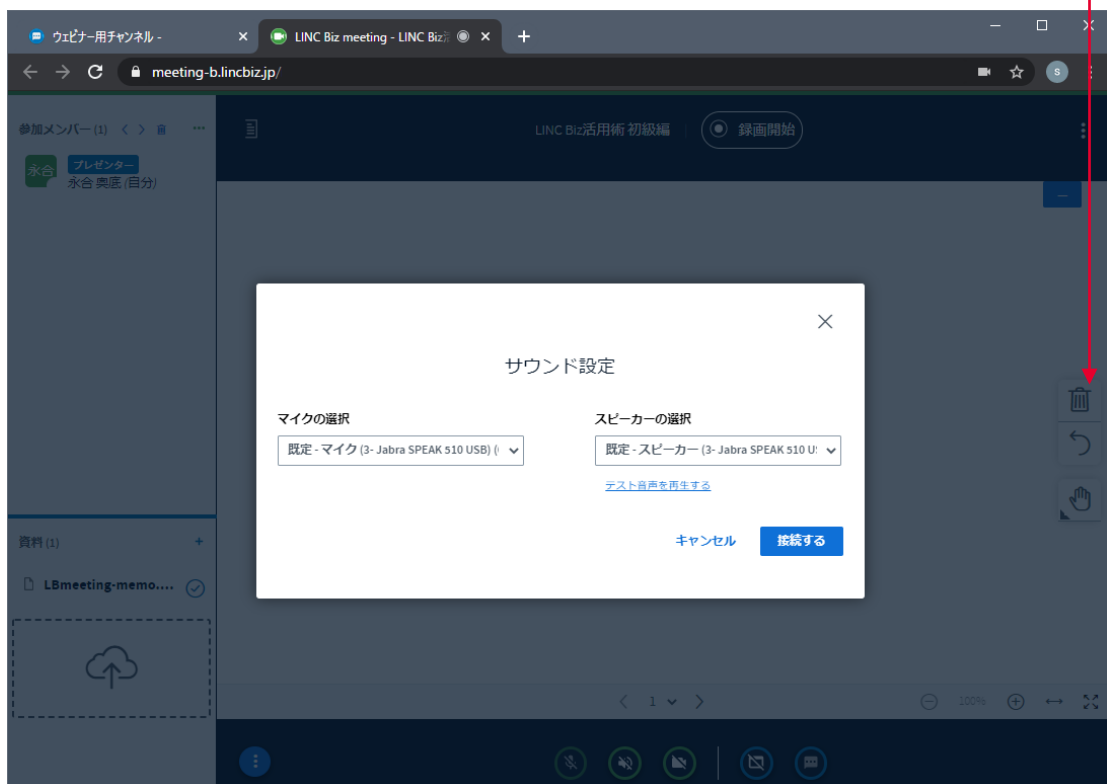 ウェビナー用チャンネル -
LINC Biz meeting - LINC Biz
meeting-b.lincbiz.jp/
S
参加メンバー (1)
LINC Biz活用術 初級編
録画開始
永合
プレゼンター
永合 奥底 (自分)
サウンド設定
マイクの選択
スピーカーの選択
既定 - マイク (3- Jabra SPEAK 510 USB) (
既定 - スピーカー (3- Jabra SPEAK 510 U
テスト音声を再生する
キャンセル
接続する
資料 (1)
LBmeeting-memo....
1
100%